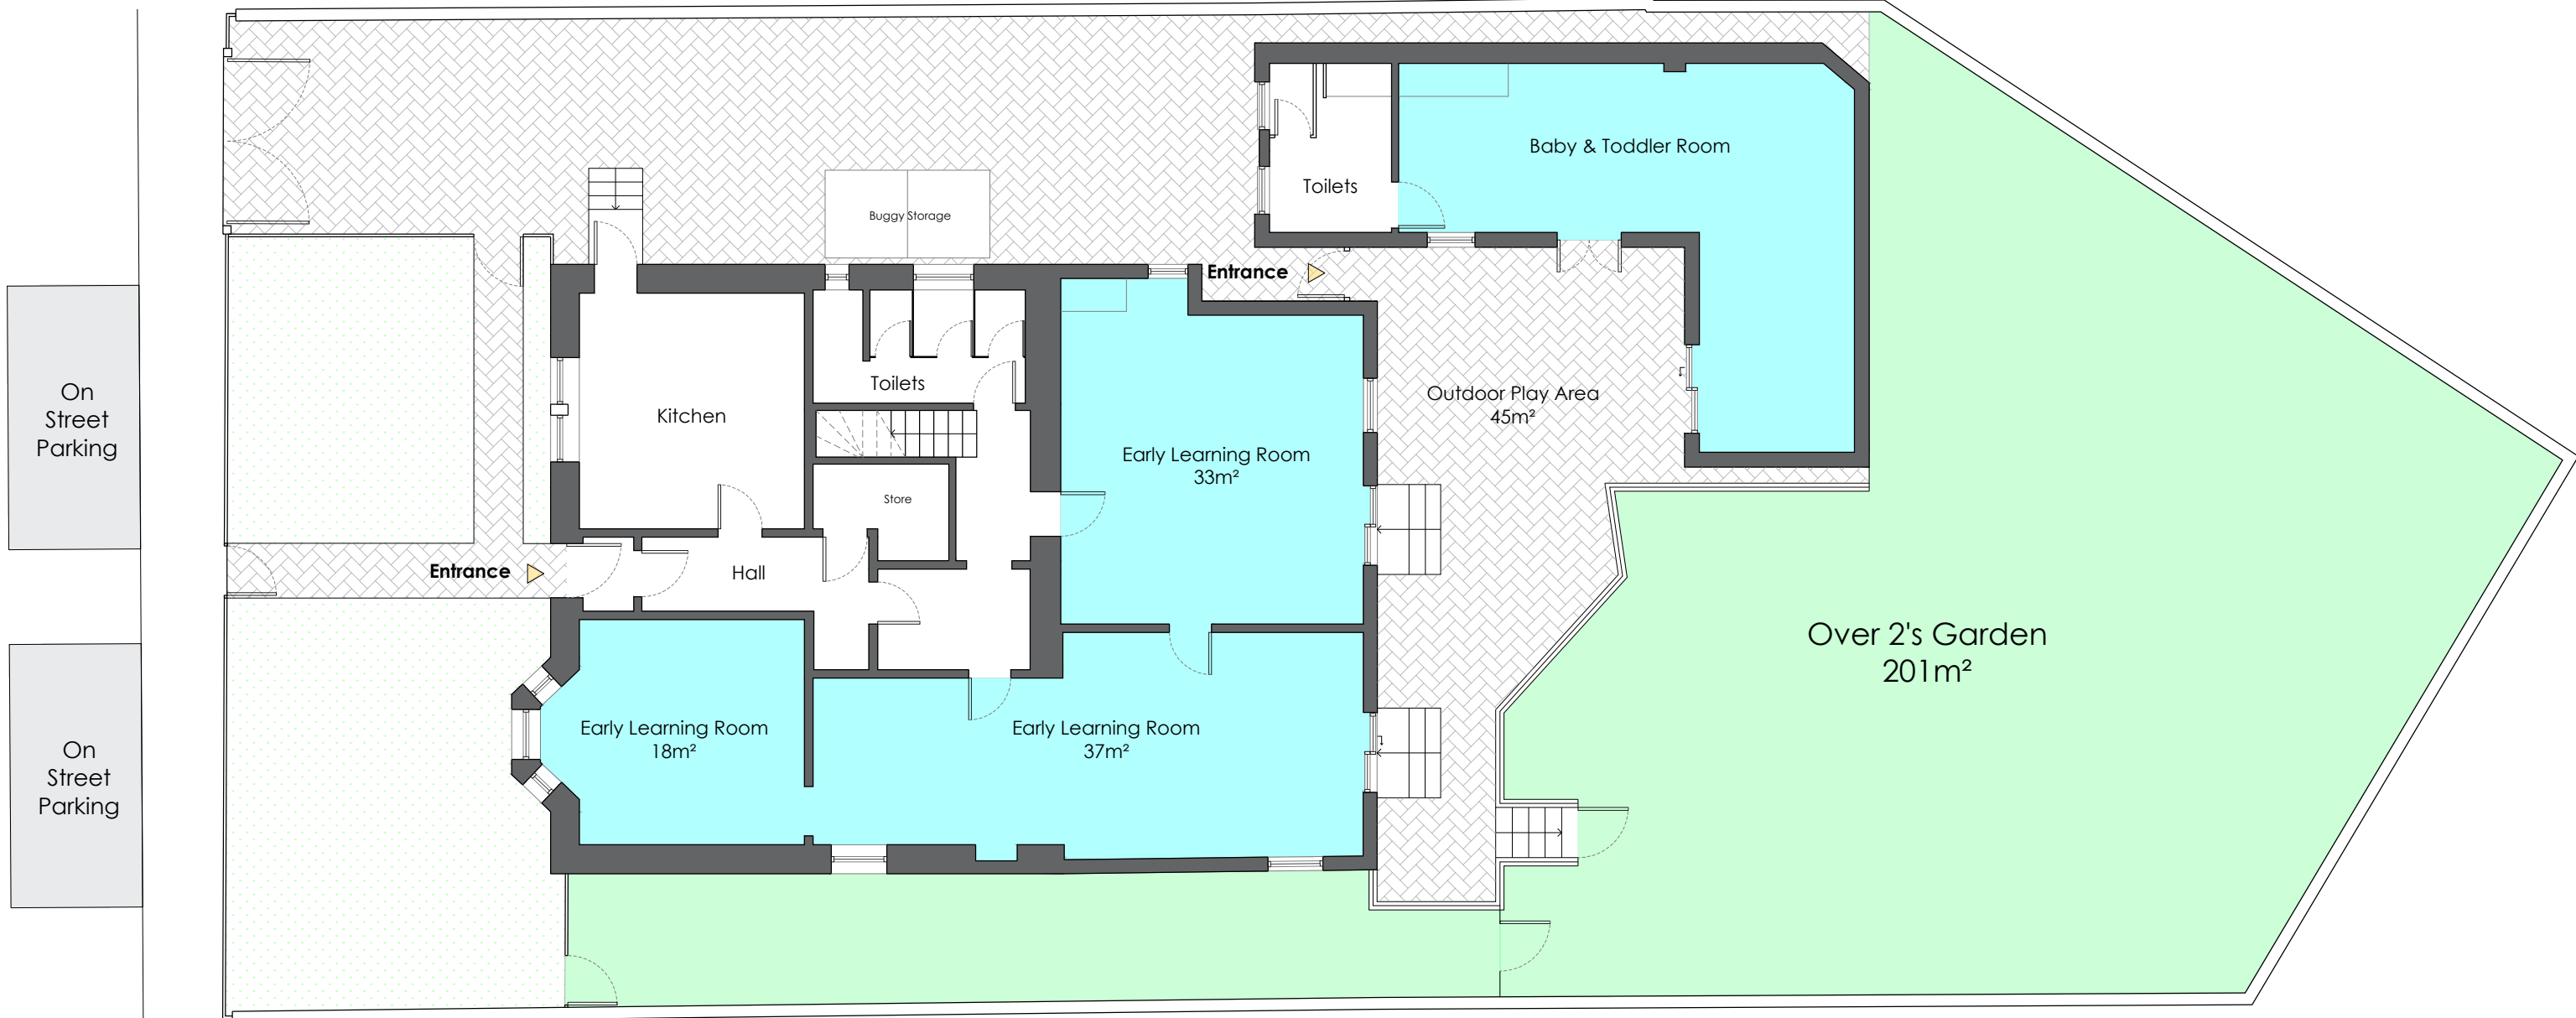 Baby & Toddler Room
Toilets
Buggy Storage
Entrance
On
Street
Parking
Kitchen
Toilets
Store
Early Learning Room
33m²
Outdoor Play Area
45m²
Entrance
Hall
Over 2's Garden
201m²
On
Street
Parking
Early Learning Room
18m²
Early Learning Room
37m²